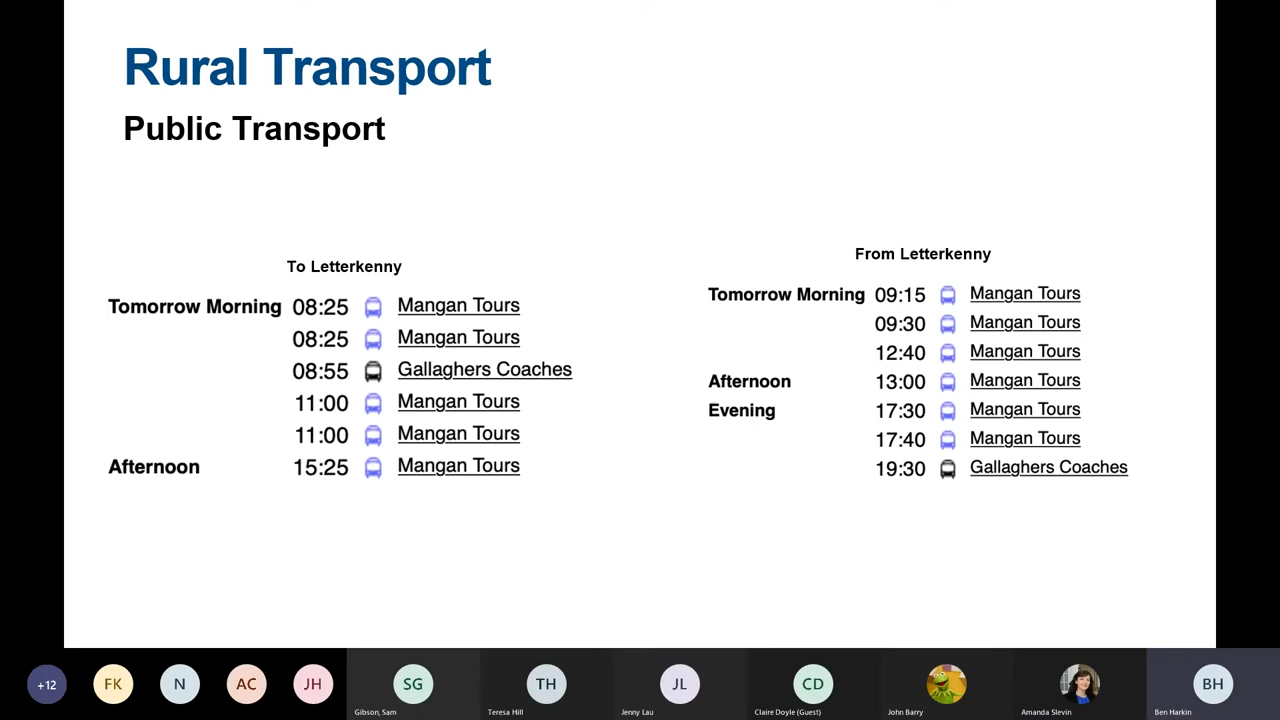 Rural Transport
Public Transport
To Letterkenny
Tomorrow Morning 08:25 Mangan Tours
08:25 Mangan Tours
08:55 Gallaghers Coaches
11:00 Mangan Tours
11:00 Mangan Tours
Afternoon 15:25 Mangan Tours
From Letterkenny
Tomorrow Morning 09:15 Mangan Tours
09:30 Mangan Tours
12:40 Mangan Tours
Afternoon 13:00 Mangan Tours
Evening 17:30 Mangan Tours
17:40 Mangan Tours
19:30 Gallaghers Coaches
+12 FK N AC JH SG TH JL CD BH
Gibson, Sam Teresa Hill Jenny Lau Claire Doyle (Guest) John Barry Amanda Slevin Ben Harkin